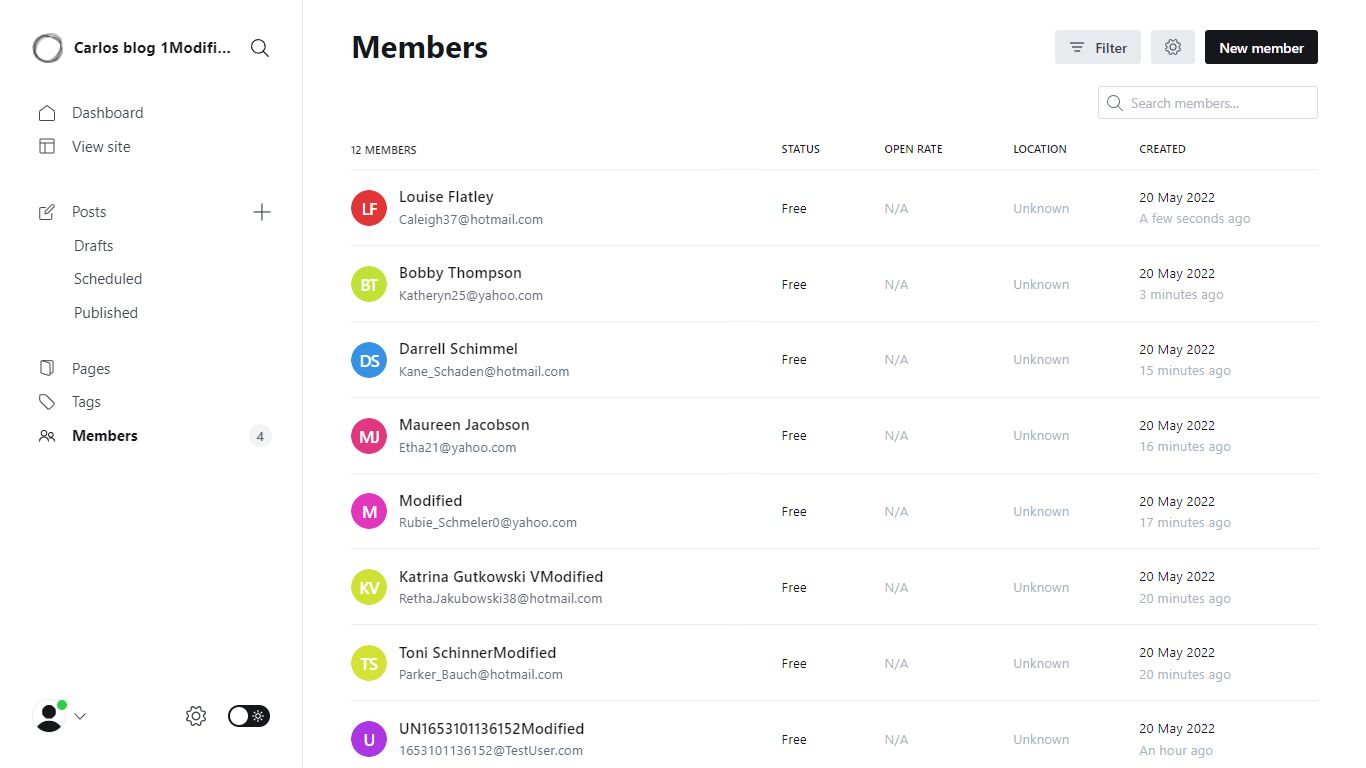 Carlos blog 1Modifi...
Dashboard
View site
Posts
Drafts
Scheduled
Published
Pages
Tags
Members 4
Members
Filter
New member
Search members...
12 MEMBERS STATUS OPEN RATE LOCATION CREATED
LF Louise Flatley Free N/A Unknown 20 May 2022
Caleigh37@hotmail.com A few seconds ago
BT Bobby Thompson Free N/A Unknown 20 May 2022
Katheryn25@yahoo.com 3 minutes ago
DS Darrell Schimmel Free N/A Unknown 20 May 2022
Kane_Schaden@hotmail.com 15 minutes ago
MJ Maureen Jacobson Free N/A Unknown 20 May 2022
Etha21@yahoo.com 16 minutes ago
M Modified Free N/A Unknown 20 May 2022
Rubie_Schmeler0@yahoo.com 17 minutes ago
KV Katrina Gutkowski VModified Free N/A Unknown 20 May 2022
Retha.Jakubowski38@hotmail.com 20 minutes ago
TS Toni SchinnerModified Free N/A Unknown 20 May 2022
Parker_Bauch@hotmail.com 20 minutes ago
U UN1653101136152Modified Free N/A Unknown 20 May 2022
1653101136152@TestUser.com An hour ago